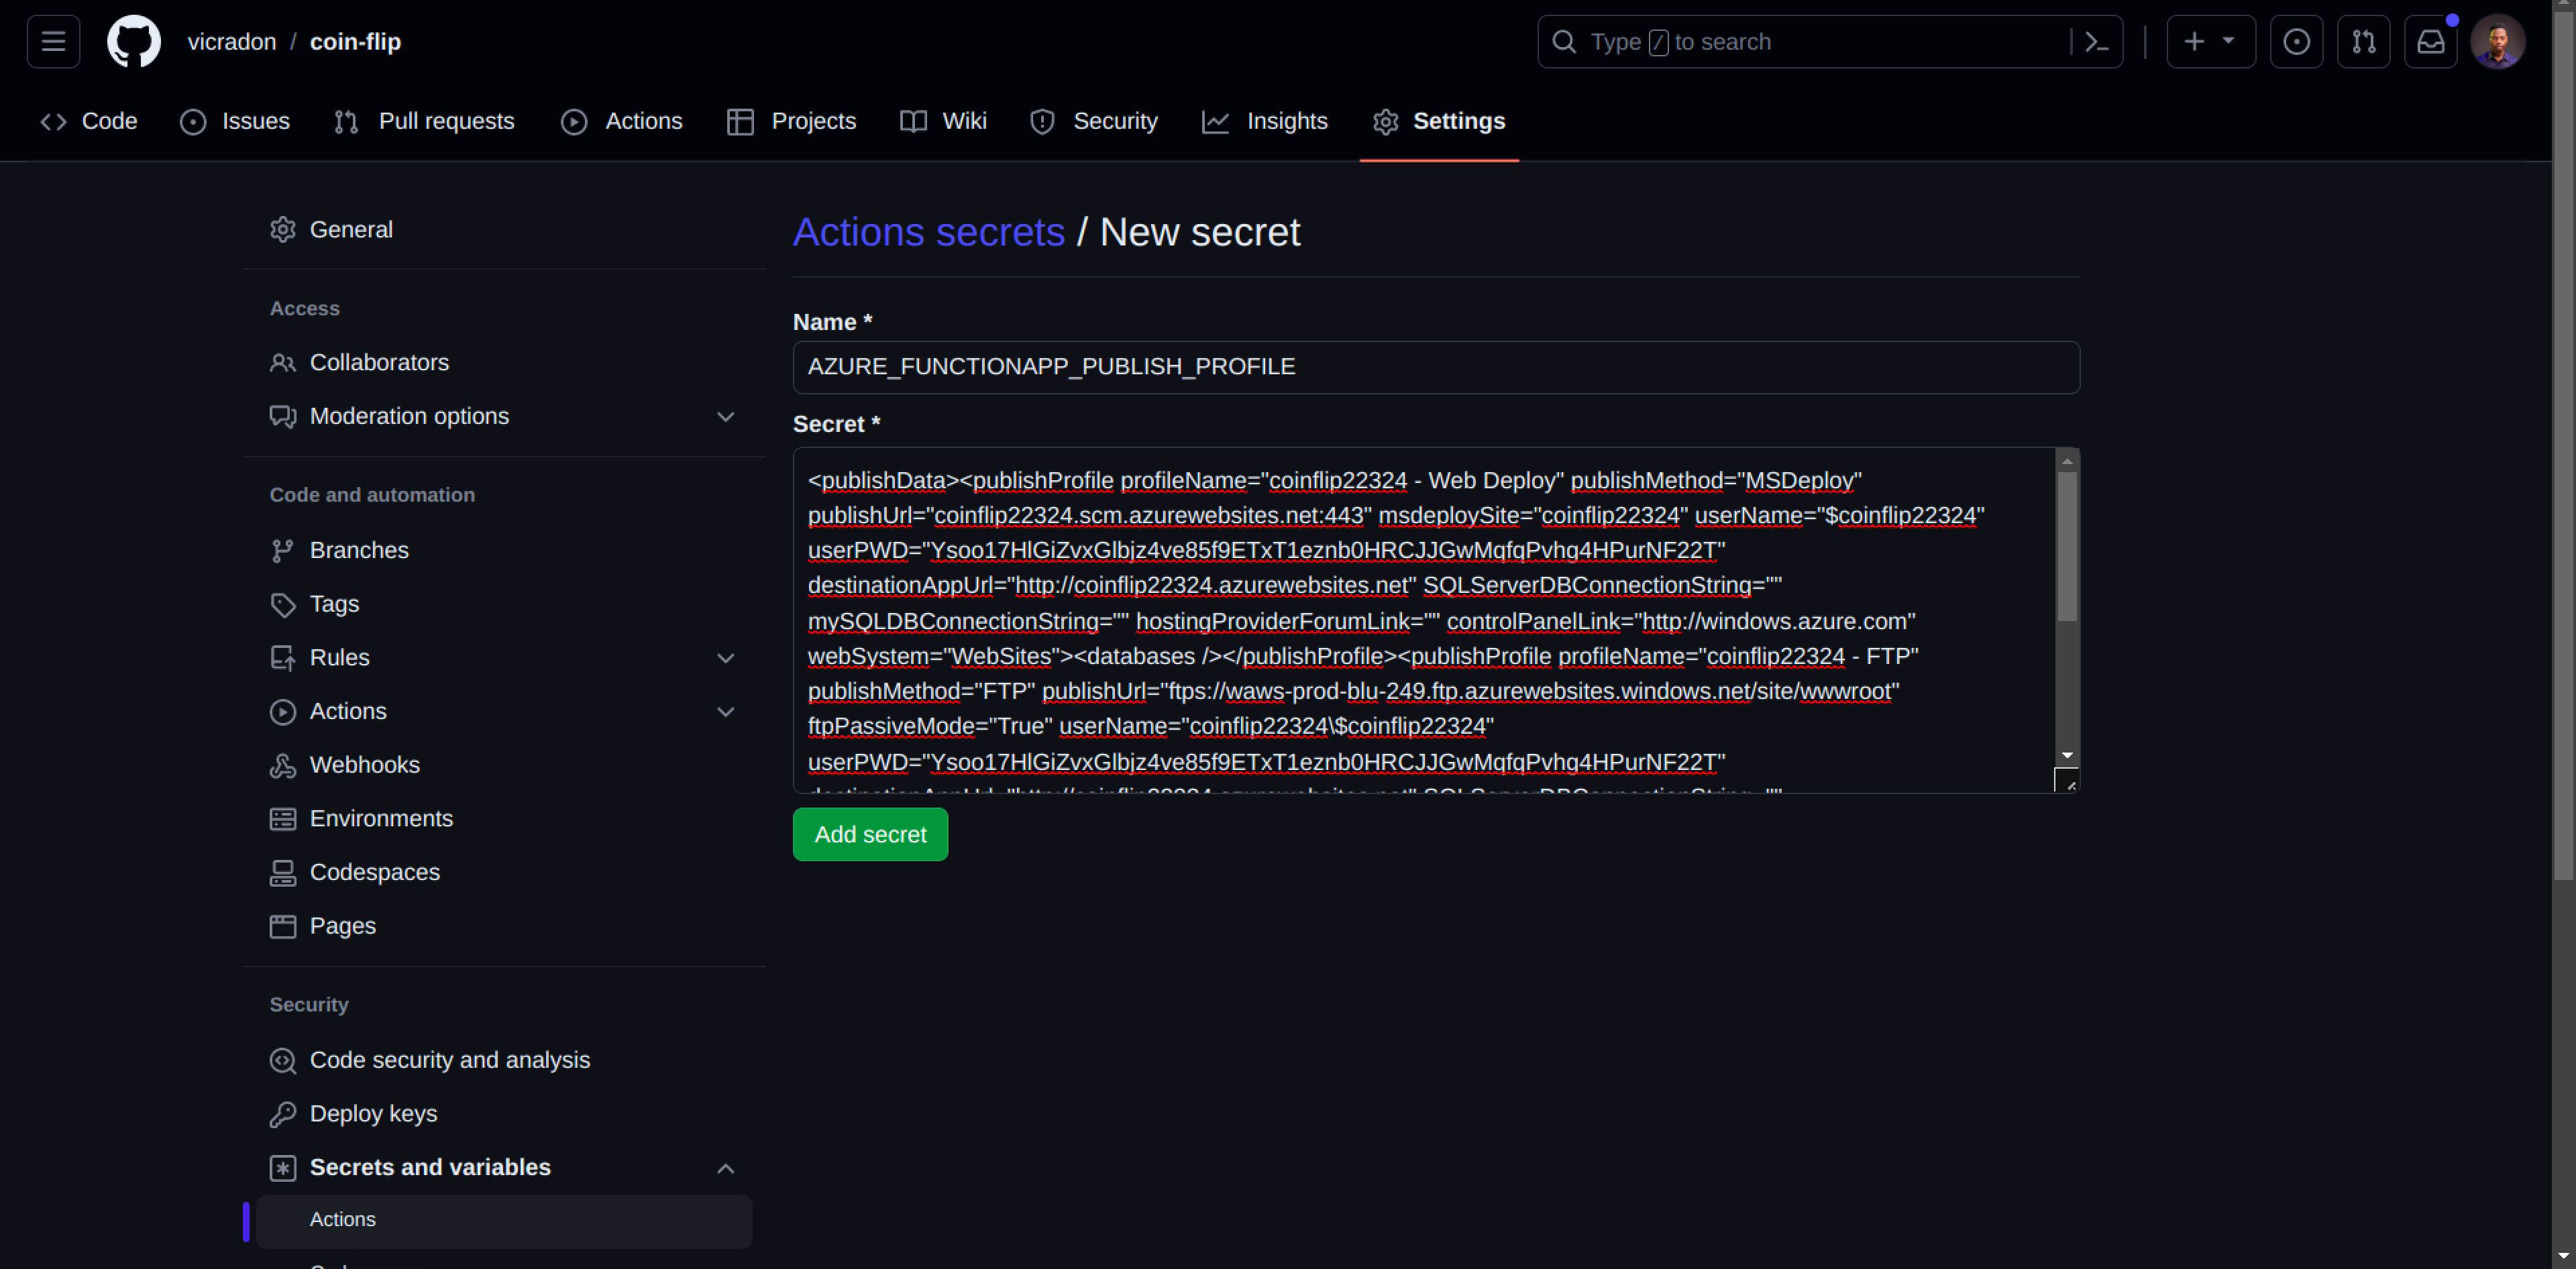 vicradon / coin-flip
Type / to search
Code
Issues
Pull requests
Actions
Projects
Wiki
Security
Insights
Settings
General
Access
Collaborators
Moderation options
Code and automation
Branches
Tags
Rules
Actions
Webhooks
Environments
Codespaces
Pages
Security
Code security and analysis
Deploy keys
Secrets and variables
Actions
Actions secrets / New secret
Name *
AZURE_FUNCTIONAPP_PUBLISH_PROFILE
Secret *
<publishData><publishProfile profileName="coinflip22324 - Web Deploy" publishMethod="MSDeploy"
publishUrl="coinflip22324.scm.azurewebsites.net:443" msdeploySite="coinflip22324" userName="$coinflip22324"
userPWD="Ysoo17HlGiZvxGlbjz4ve85f9ETxT1eznb0HRCJJGwMqfqPvhg4HPurNF22T"
destinationAppUrl="http://coinflip22324.azurewebsites.net" SQLServerDBConnectionString=""
mySQLDBConnectionString="" hostingProviderForumLink="" controlPanelLink="http://windows.azure.com"
webSystem="WebSites"><databases /></publishProfile><publishProfile profileName="coinflip22324 - FTP"
publishMethod="FTP" publishUrl="ftps://waws-prod-blu-249.ftp.azurewebsites.windows.net/site/wwwroot"
ftpPassiveMode="True" userName="coinflip22324\$coinflip22324"
userPWD="Ysoo17HlGiZvxGlbjz4ve85f9ETxT1eznb0HRCJJGwMqfqPvhg4HPurNF22T"
Add secret